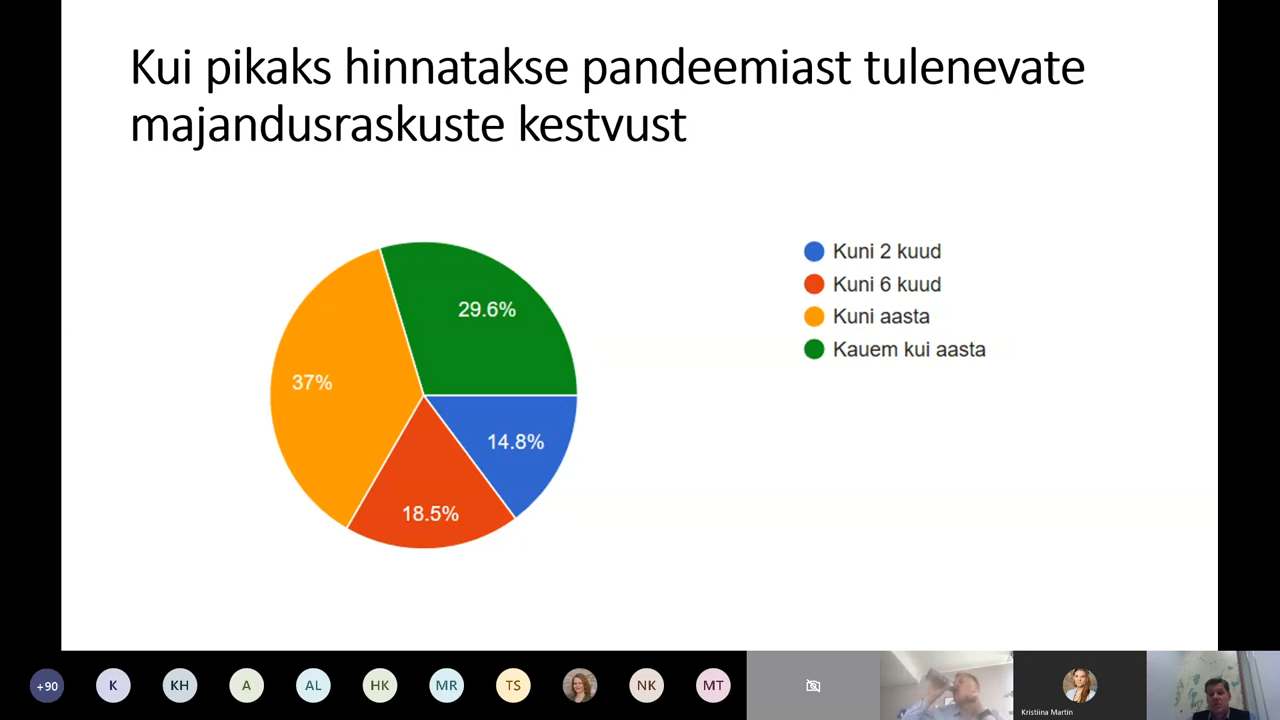 Kui pikaks hinnatakse pandeemiast tulenevate
majandusraskuste kestvust
Kuni 2 kuud
Kuni 6 kuud
Kuni aasta
Kauem kui aasta
29.6%
37%
14.8%
18.5%
+90
K
KH
A
AL
HK
MR
TS
NK
MT
Kristiina Martin